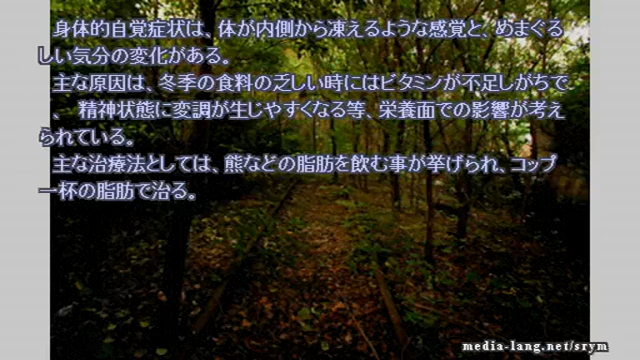 身体的自覚症状は、体が内側から凍えるような感覚と、めまぐる
しい気分の変化がある。
主な原因は、冬季の食料の乏しい時にはビタミンが不足しがちで
、 精神状態に変調が生じやすくなる等、栄養面での影響が考え
られている。
主な治療法としては、熊などの脂肪を飲む事が挙げられ、コップ
一杯の脂肪で治る。
media-lang.net/srym